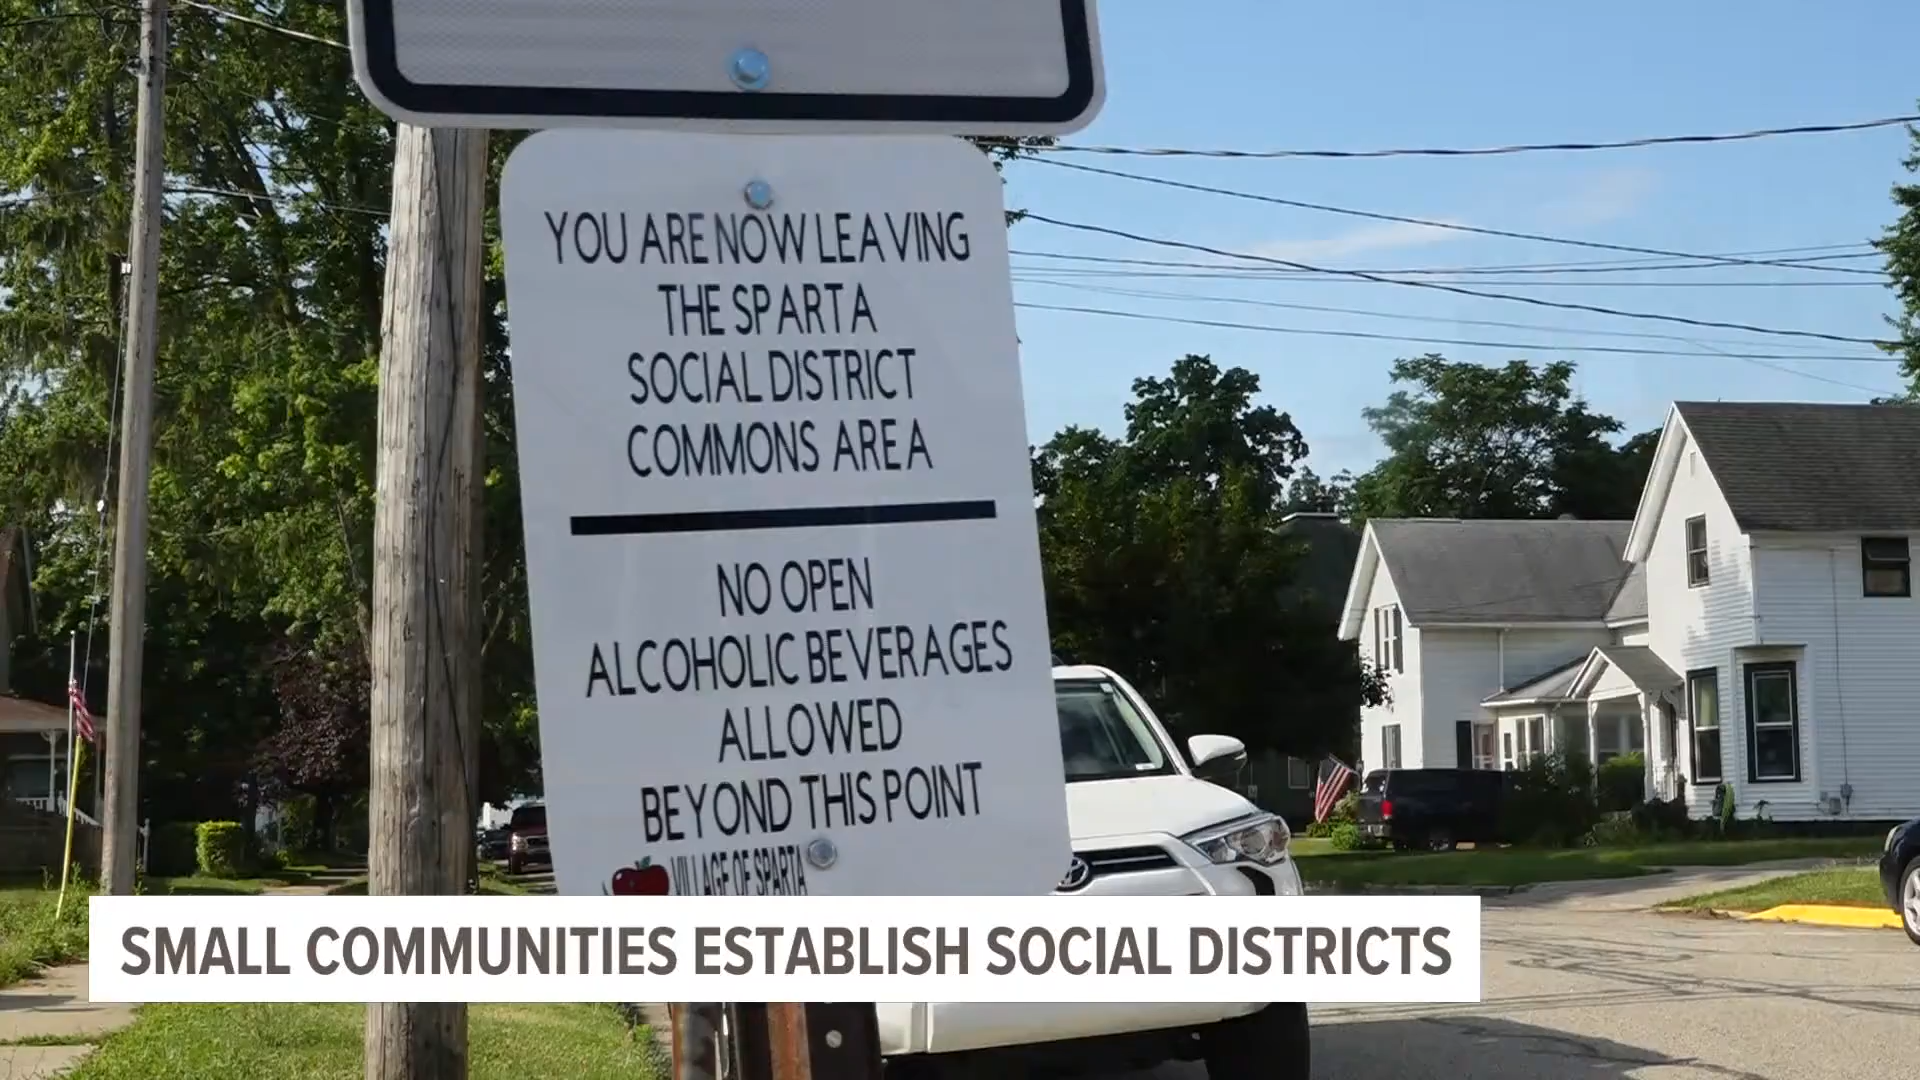 YOU ARE NOW LEAVING
THE SPARTA
SOCIAL DISTRICT
COMMONS AREA
NO OPEN
ALCOHOLIC BEVERAGES
ALLOWED
BEYOND THIS POINT
VILLAGE OF SPARTA
SMALL COMMUNITIES ESTABLISH SOCIAL DISTRICTS